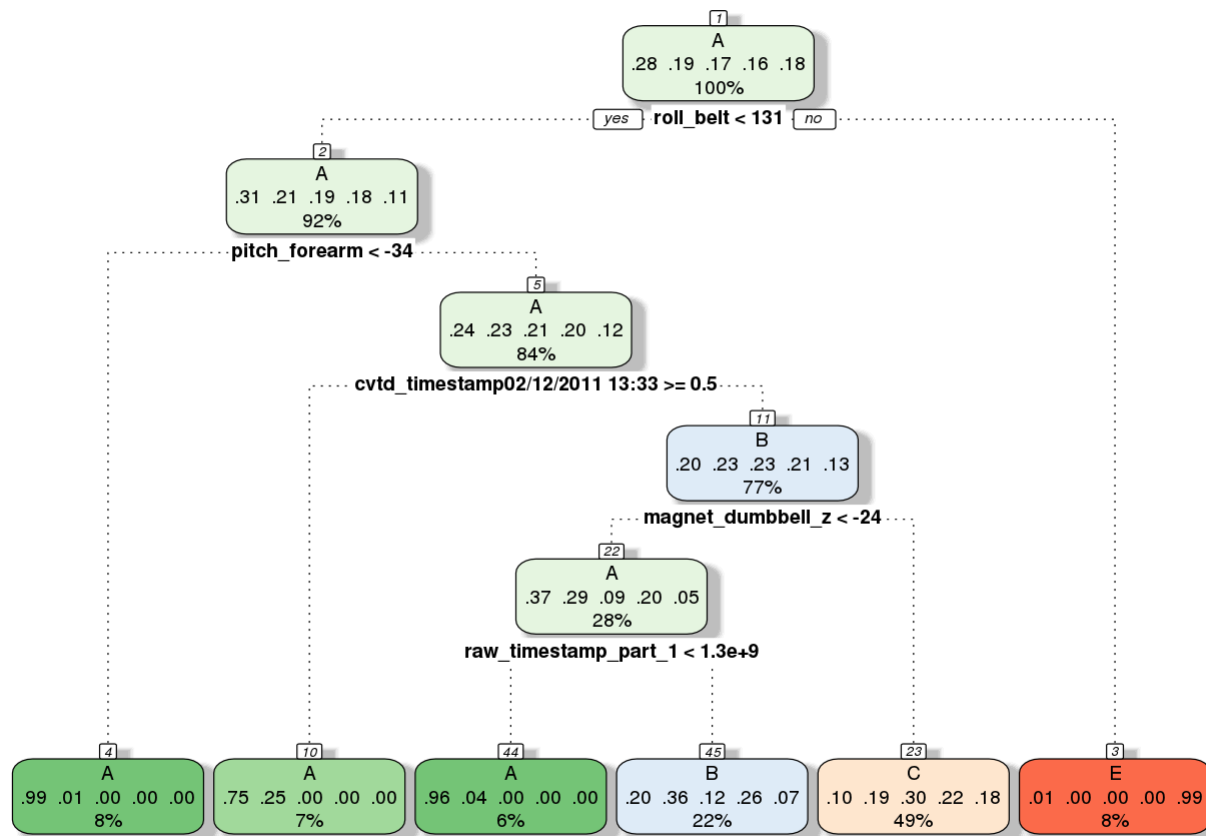 1
A
.28 .19 .17 .16 .18
100%
yes roll_belt < 131 no
2
A
.31 .21 .19 .18 .11
92%
pitch_forearm < -34
5
A
.24 .23 .21 .20 .12
84%
cvtd_timestamp02/12/2011 13:33 >= 0.5
11
B
.20 .23 .23 .21 .13
77%
magnet_dumbbell_z < -24
22
A
.37 .29 .09 .20 .05
28%
raw_timestamp_part_1 < 1.3e+9
4
A
.99 .01 .00 .00 .00
8%
10
A
.75 .25 .00 .00 .00
7%
44
A
.96 .04 .00 .00 .00
6%
45
B
.20 .36 .12 .26 .07
22%
23
C
.10 .19 .30 .22 .18
49%
3
E
.01 .00 .00 .00 .99
8%